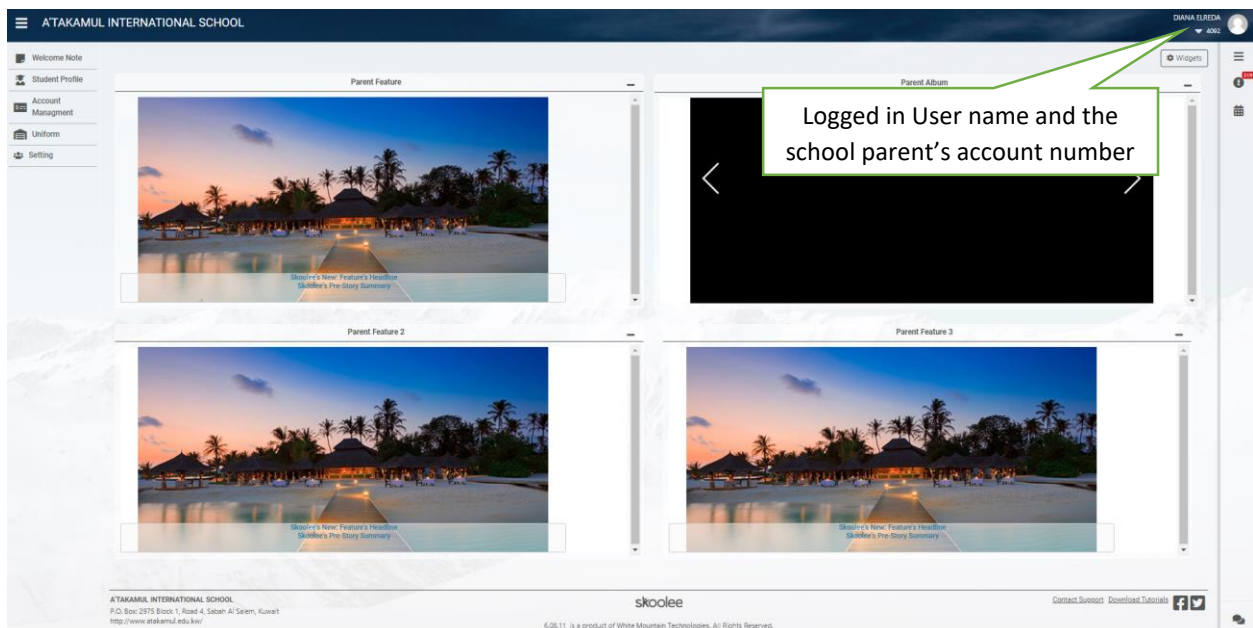 A'TAKAMUL INTERNATIONAL SCHOOL
DIANA ELREDA
4092
Welcome Note
Student Profile
Account
Managment
Uniform
Setting
Widgets
Parent Feature
Parent Album
Logged in User name and the
school parent's account number
Skoolee's New: Feature's Headline
Skoolee's Pre-Story Summary
Parent Feature 2
Parent Feature 3
Skoolee's New: Feature's Headline
Skoolee's Pre-Story Summary
Skoolee's New: Feature's Headline
Skoolee's Pre-Story Summary
A'TAKAMUL INTERNATIONAL SCHOOL
P.O. Box: 2975 Block 1, Road 4, Sabah Al Salem, Kuwait
http://www.atakamul.edu.kw/
skoolee
6.08.11 is a product of White Mountain Technologies. All Rights Reserved.
Contact Support Download Tutorials